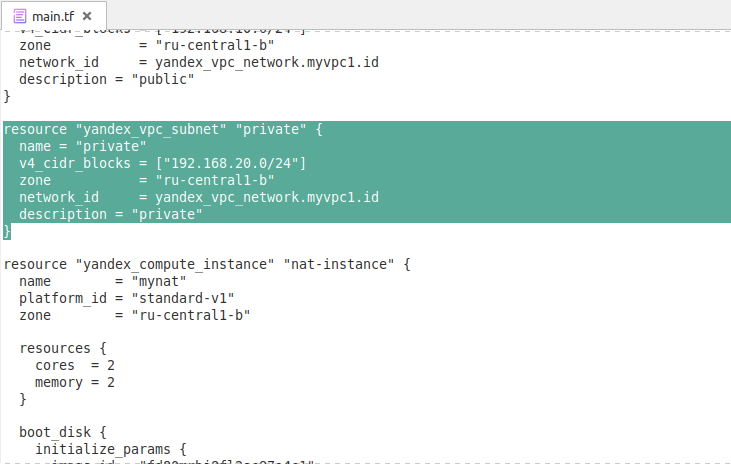 main.tf
v4_cidr_blocks = ["192.168.10.0/24"]
zone           = "ru-central1-b"
network_id     = yandex_vpc_network.myvpc1.id
description = "public"
}
resource "yandex_vpc_subnet" "private" {
name = "private"
v4_cidr_blocks = ["192.168.20.0/24"]
zone           = "ru-central1-b"
network_id     = yandex_vpc_network.myvpc1.id
description = "private"
}
resource "yandex_compute_instance" "nat-instance" {
name        = "mynat"
platform_id = "standard-v1"
zone        = "ru-central1-b"
resources {
cores  = 2
memory = 2
}
boot_disk {
initialize_params {